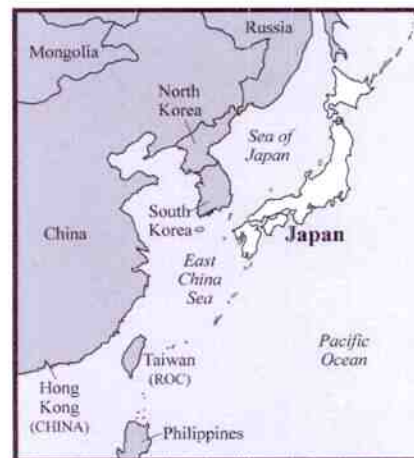 Russia
Mongolia
North
Korea
Sea of
Japan
South
Korea
China
Japan
East
China
Sea
Pacific
Ocean
Taiwan
(ROC)
Hong
Kong
(CHINA)
Philippines